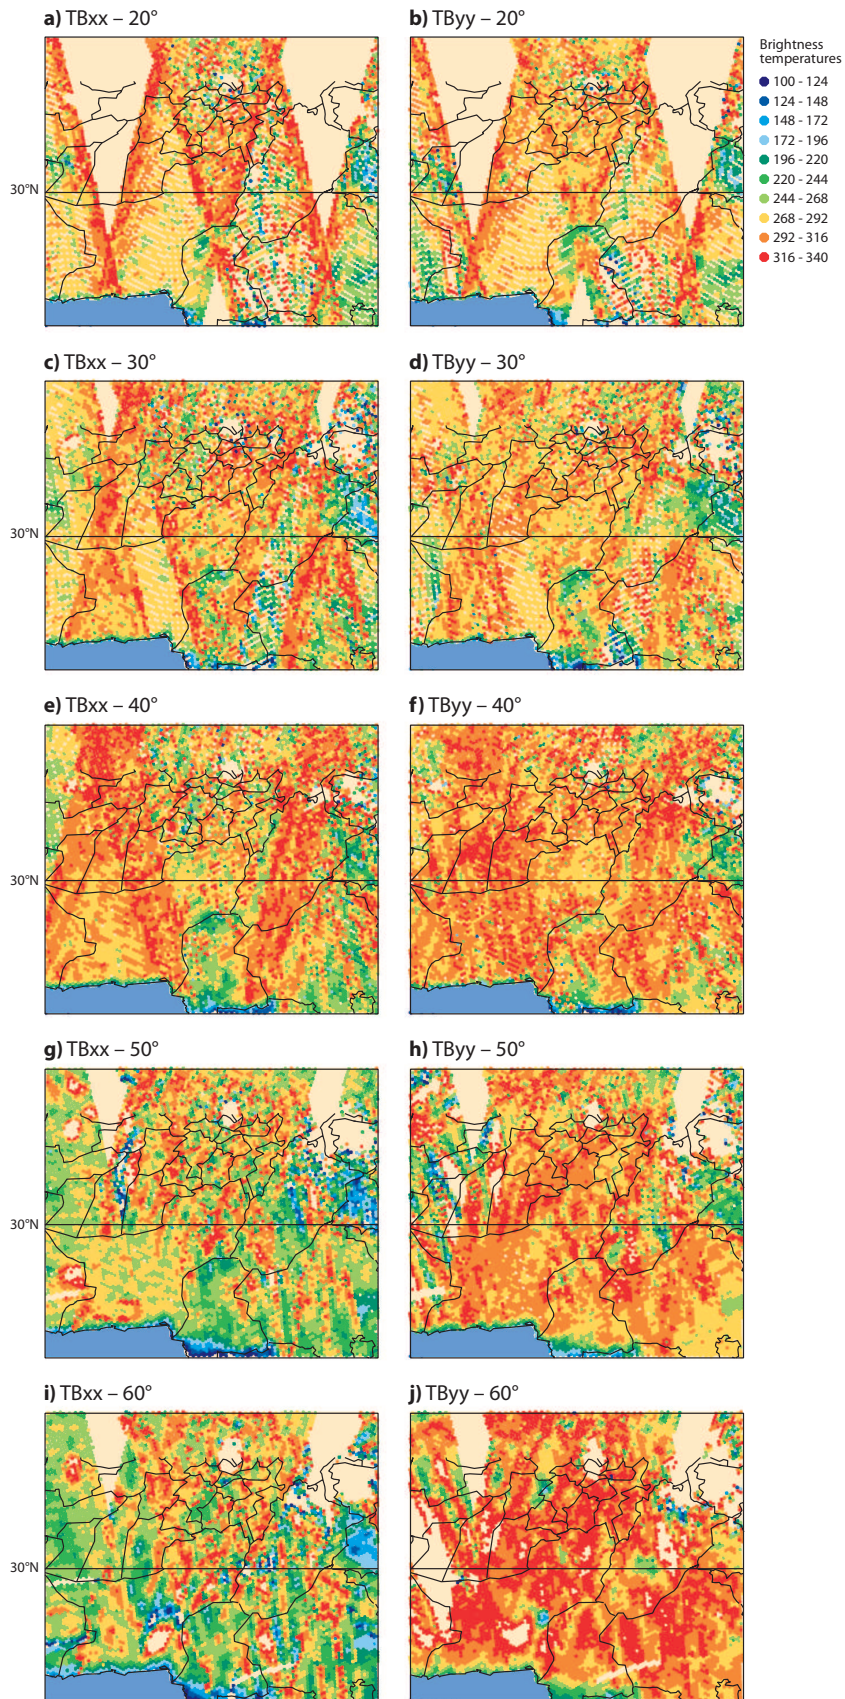 a) TBxx – 20°
b) TByy – 20°
Brightness
temperatures
100 - 124
124 - 148
148 - 172
172 - 196
196 - 220
220 - 244
244 - 268
268 - 292
292 - 316
316 - 340
30°N
c) TBxx – 30°
d) TByy – 30°
30°N
e) TBxx – 40°
f) TByy – 40°
30°N
g) TBxx – 50°
h) TByy – 50°
30°N
i) TBxx – 60°
j) TByy – 60°
30°N